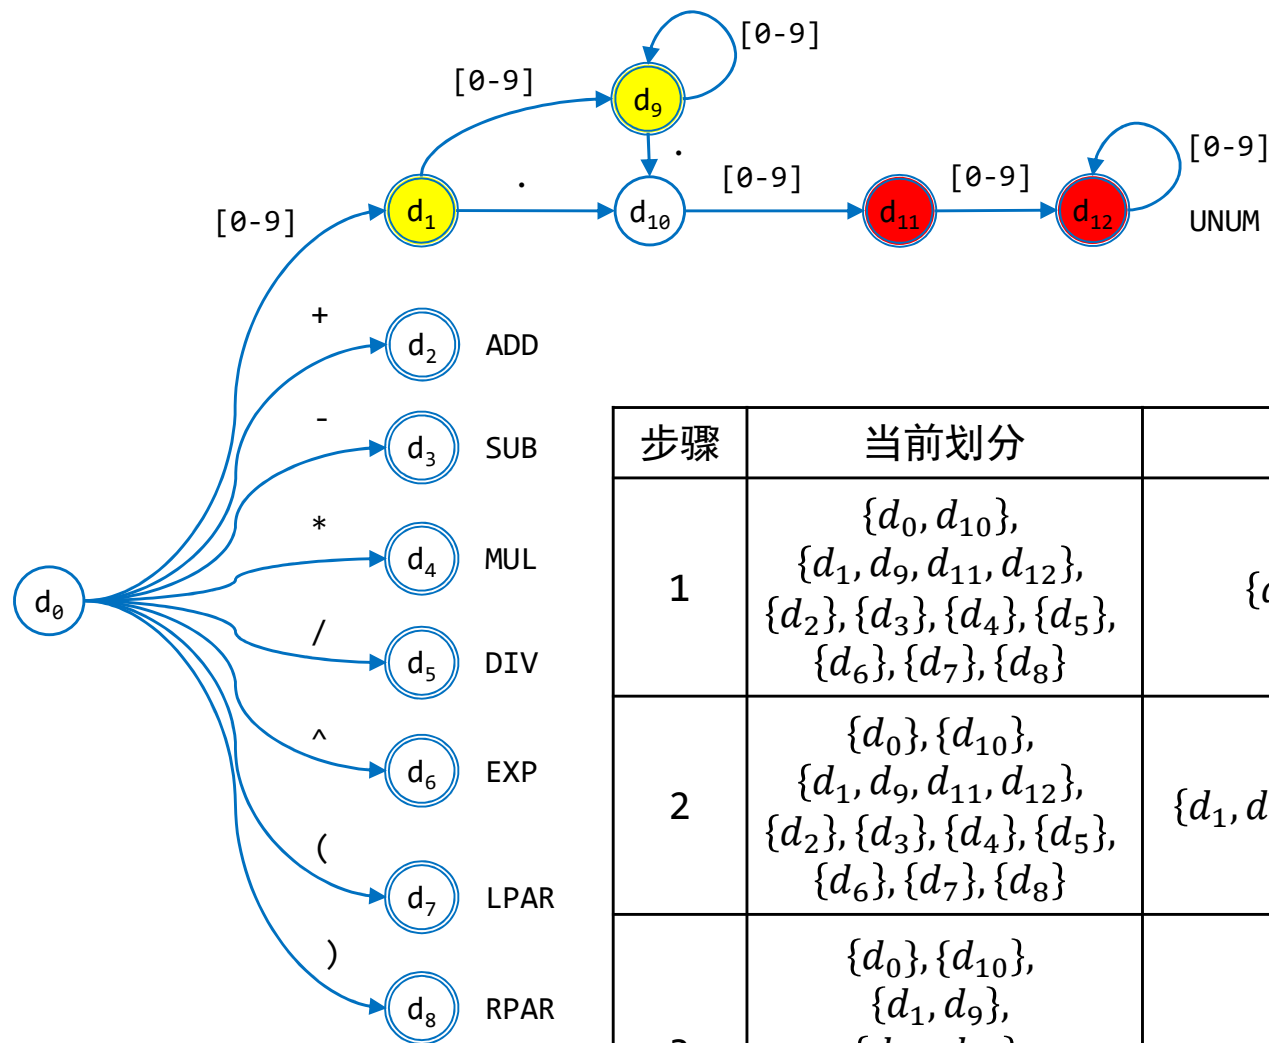 [0-9]
[0-9]
d₉
.
[0-9]
.
[0-9]
[0-9]
[0-9]
d₁
d₁₀
d₁₁
d₁₂
UNUM
+
d₂ ADD
-
d₃ SUB
*
d₄ MUL
d₀
/
d₅ DIV
^
d₆ EXP
(
d₇ LPAR
)
d₈ RPAR
步骤 当前划分
1
{d₀, d₁₀},
{d₁, d₉, d₁₁, d₁₂},
{d₂}, {d₃}, {d₄}, {d₅},
{d₆}, {d₇}, {d₈}
2
{d₀}, {d₁₀},
{d₁, d₉, d₁₁, d₁₂},
{d₂}, {d₃}, {d₄}, {d₅},
{d₆}, {d₇}, {d₈}
{d₁, d
{d₀}, {d₁₀},
{d₁, d₉},